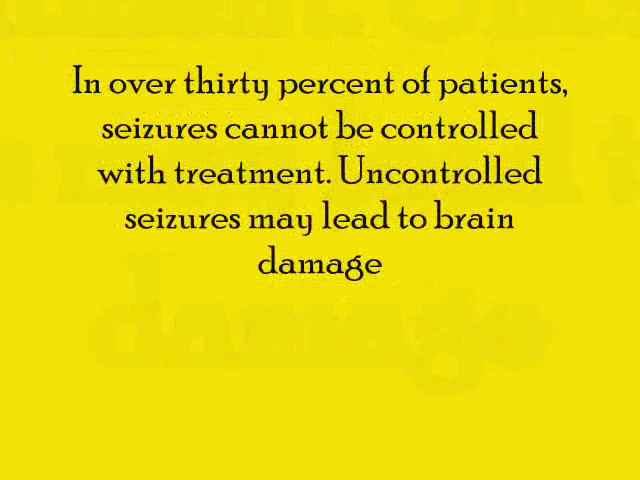 In over thirty percent of patients,
seizures cannot be controlled
with treatment. Uncontrolled
seizures may lead to brain
damage
damage